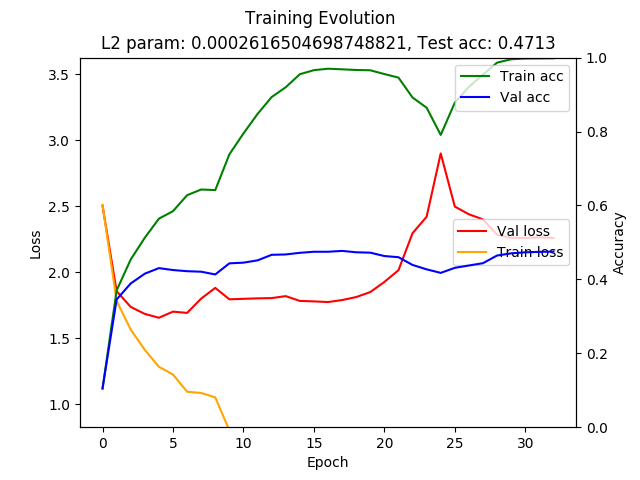 Training Evolution
L2 param: 0.0002616504698748821, Test acc: 0.4713
3.5
3.0
2.5
2.0
1.5
1.0
Loss
0
5
10
15
20
25
30
Epoch
1.0
0.8
0.6
0.4
0.2
0.0
Accuracy
Train acc
Val acc
Val loss
Train loss